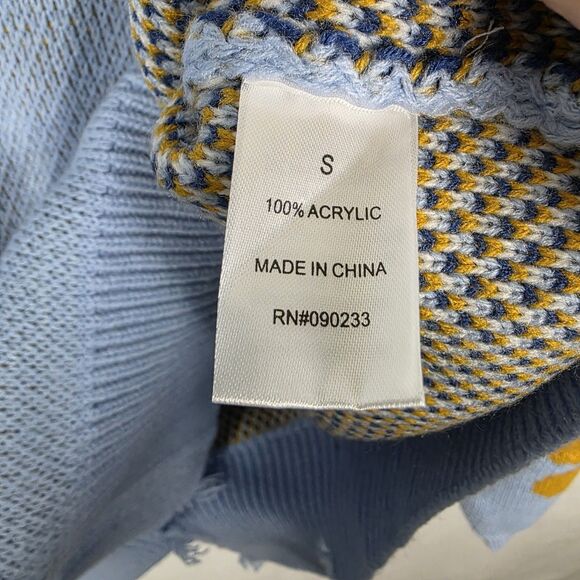 S
100% ACRYLIC
MADE IN CHINA
RN#090233